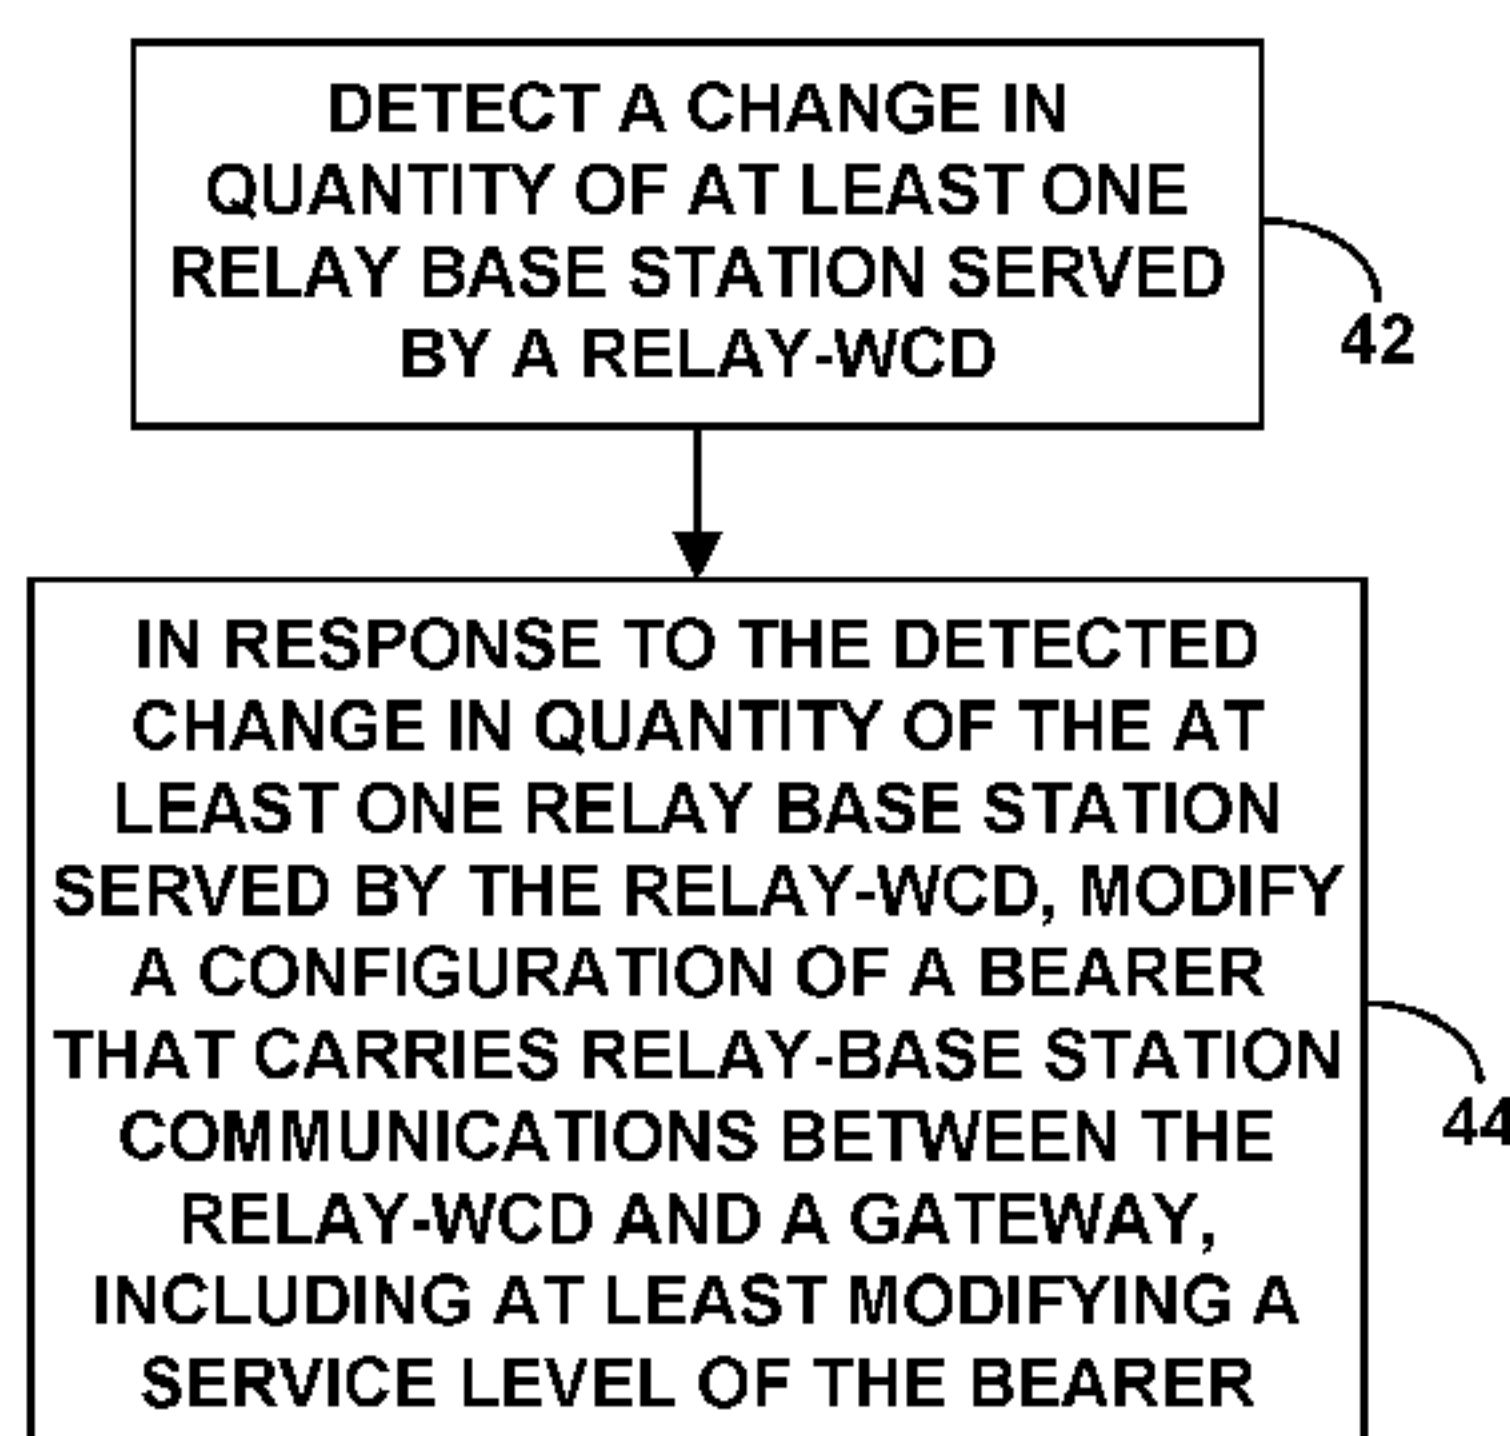 DETECT A CHANGE IN
QUANTITY OF AT LEAST ONE
RELAY BASE STATION SERVED
BY A RELAY-WCD
42
IN RESPONSE TO THE DETECTED
CHANGE IN QUANTITY OF THE AT
LEAST ONE RELAY BASE STATION
SERVED BY THE RELAY-WCD, MODIFY
A CONFIGURATION OF A BEARER
THAT CARRIES RELAY-BASE STATION
COMMUNICATIONS BETWEEN THE
RELAY-WCD AND A GATEWAY,
INCLUDING AT LEAST MODIFYING A
SERVICE LEVEL OF THE BEARER
44